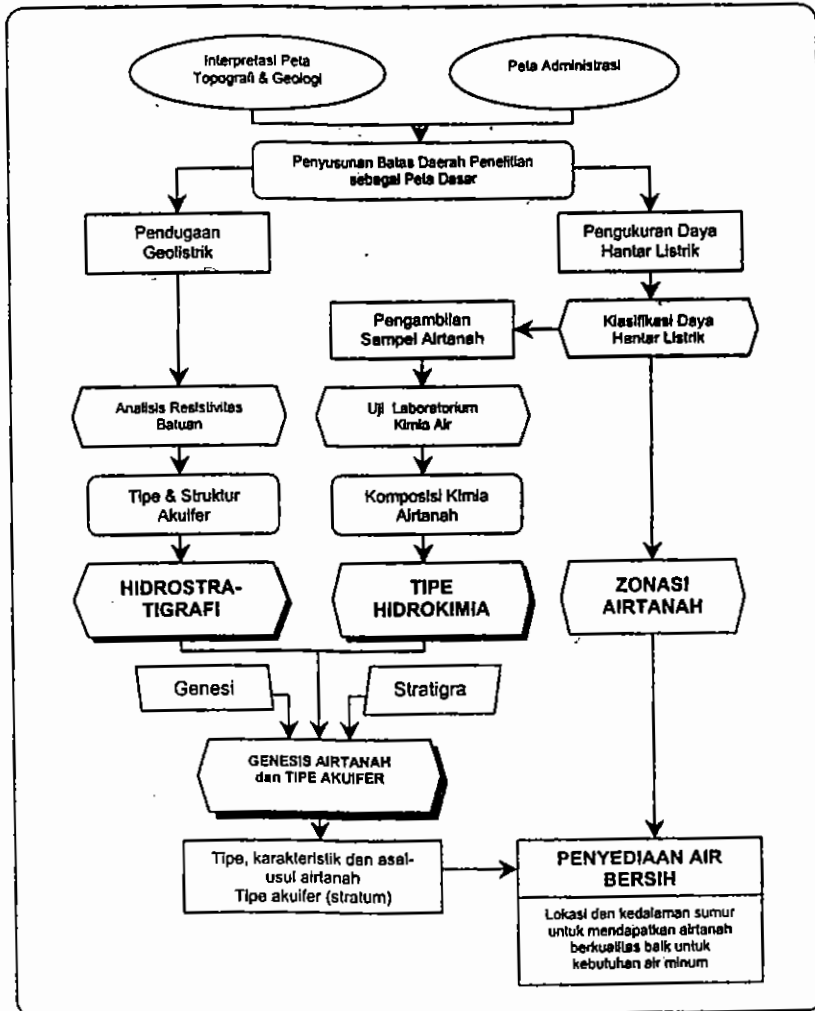 Interpretasi Peta
Topografi & Geologi
Peta Administrasi
Penyusunan Batas Daerah Penelitian
sebagai Peta Dasar
Pendugaan
Geolistrik
Pengukuran Daya
Hantar Listrik
Pengambilan
Sampel Airtanah
Klasifikasi Daya
Hantar Listrik
Analisis Resistivitas
Batuan
Uji Laboratorium
Kimia Air
Tipe & Struktur
Akuifer
Komposisi Kimia
Airtanah
HIDROSTRA-
TIGRAFI
TIPE
HIDROKIMIA
ZONASI
AIRTANAH
Genesi
Stratigra
GENESIS AIRTANAH
dan TIPE AKUIFER
Tipe, karakteristik dan asal-
usul airtanah
Tipe akuifer (stratum)
PENYEDIAAN AIR
BERSIH
Lokasi dan kedalaman sumur
untuk mendapatkan airtanah
berkualitas baik untuk
kebutuhan air minum